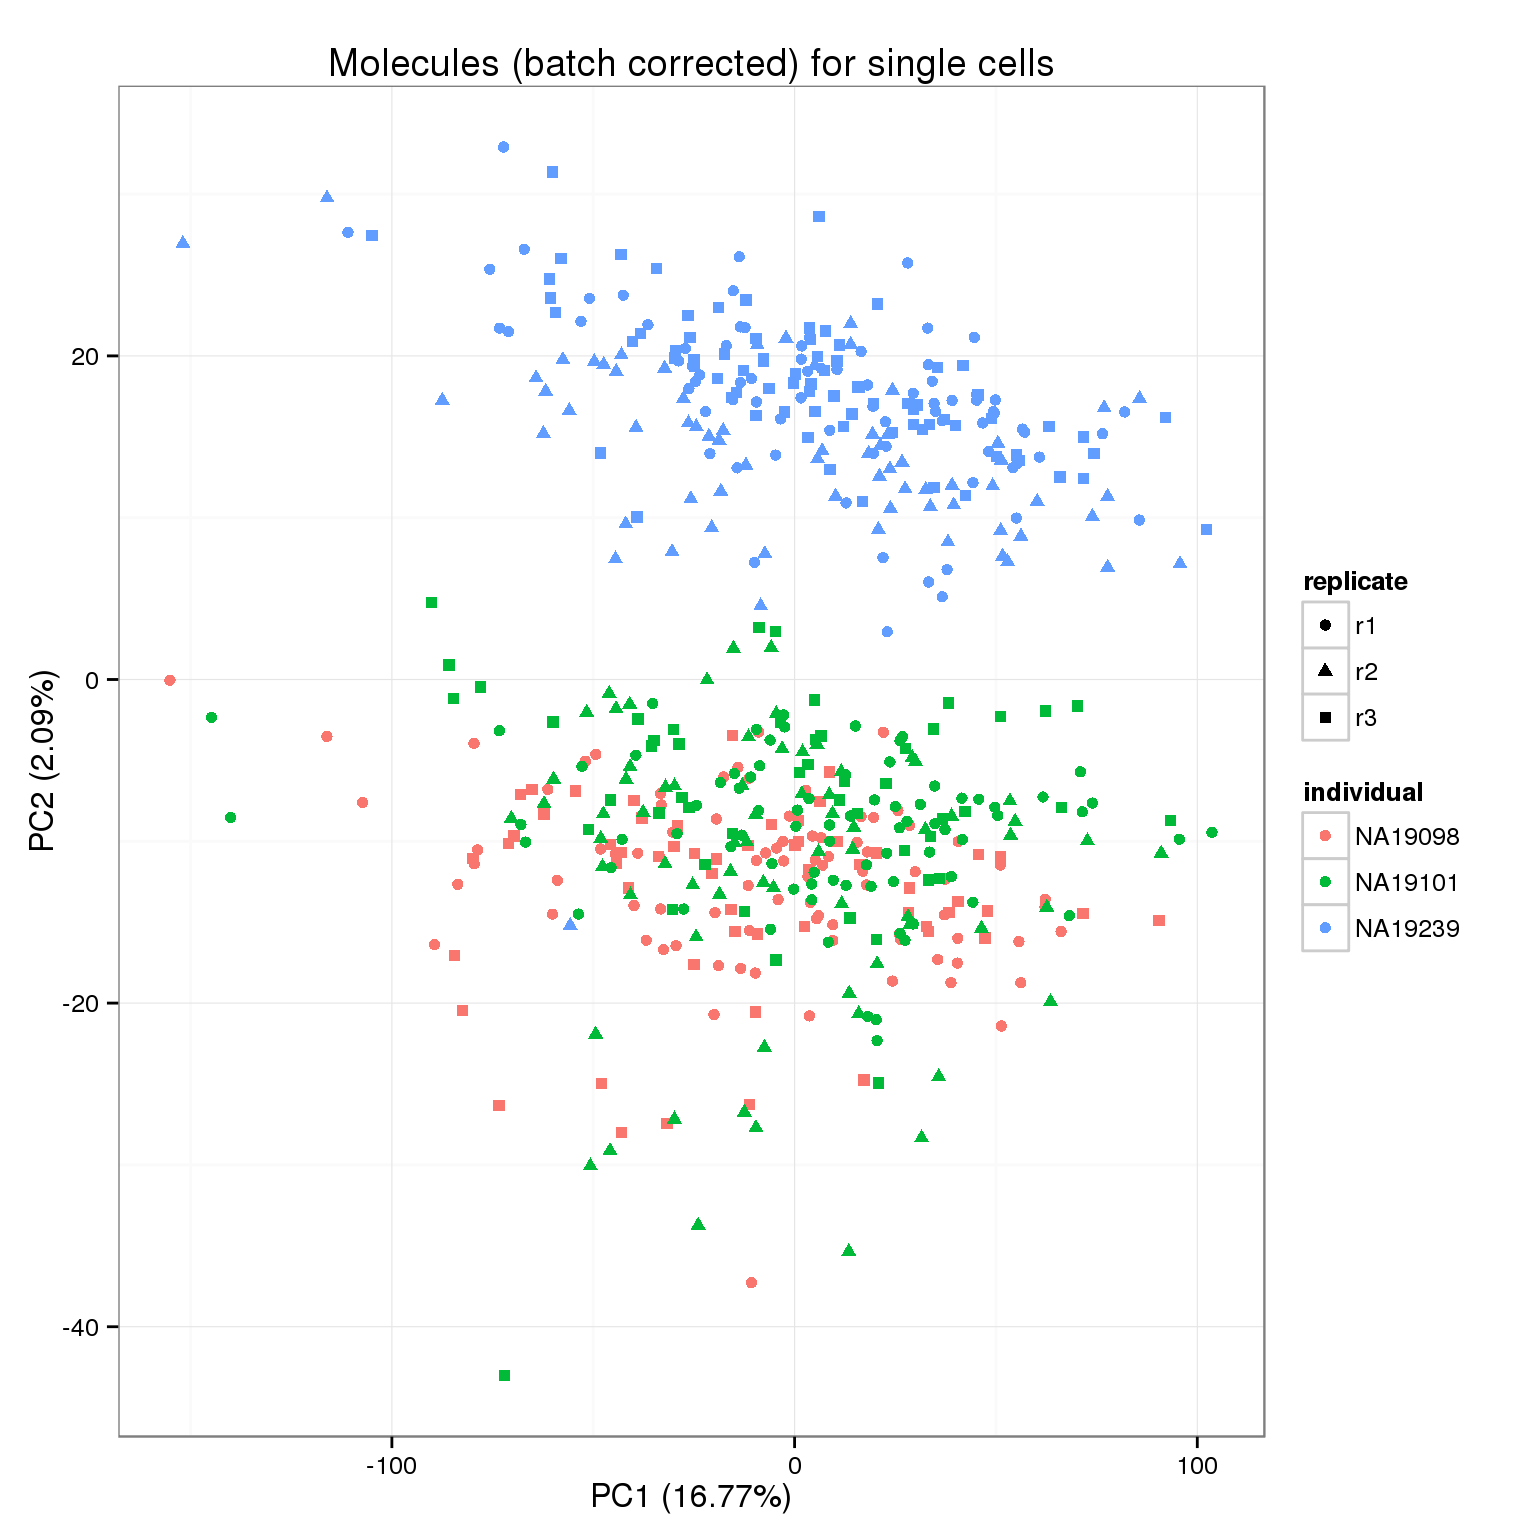 Molecules (batch corrected) for single cells
PC2 (2.09%)
20
0
-20
-40
-100
0
100
PC1 (16.77%)
replicate
r1
r2
r3
individual
NA19098
NA19101
NA19239